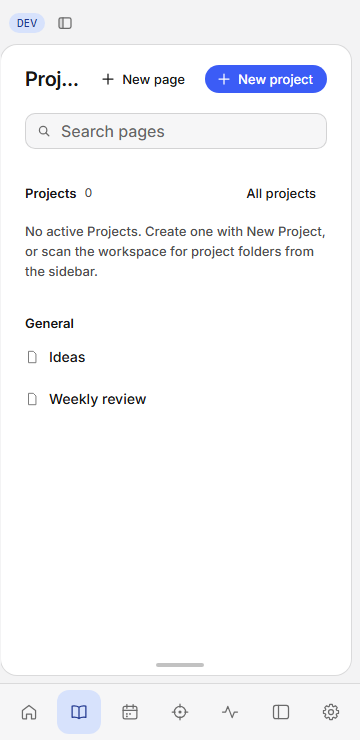 DEV
Proj...
New page
New project
Search pages
Projects 0
All projects
No active Projects. Create one with New Project,
or scan the workspace for project folders from
the sidebar.
General
Ideas
Weekly review